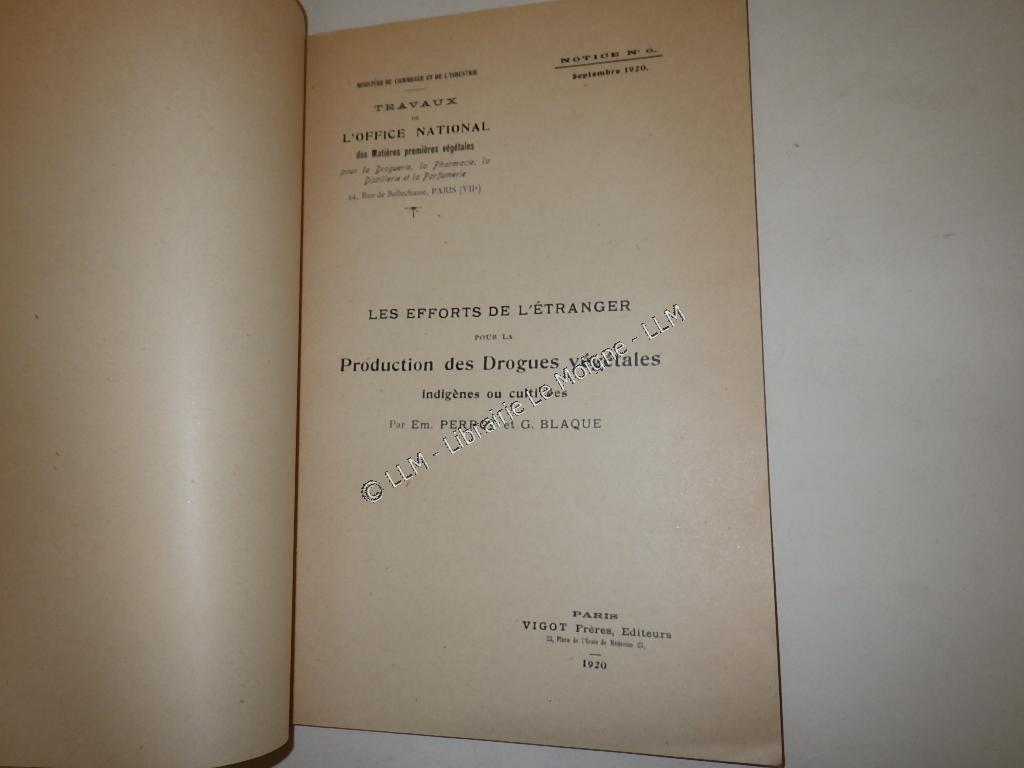 MINISTÈRE DU COMMERCE ET DE L'INDUSTRIE
TRAVAUX
DE
L'OFFICE NATIONAL
des Matières premières végétales
pour la Droguerie, la Pharmacie, la
Distillerie et la Parfumerie
44, Rue de Bellechasse, PARIS (VIIe)
NOTICE No 6.
Septembre 1920.
LES EFFORTS DE L'ÉTRANGER
POUR LA
Production des Drogues végétales
indigènes ou cultivées
Par Em. PERROT et G. BLAQUE
© LLM - Librairie Le Moigne - LLM
PARIS
VIGOT Frères, Editeurs
23, Place de l'Ecole de Médecine 23,
1920